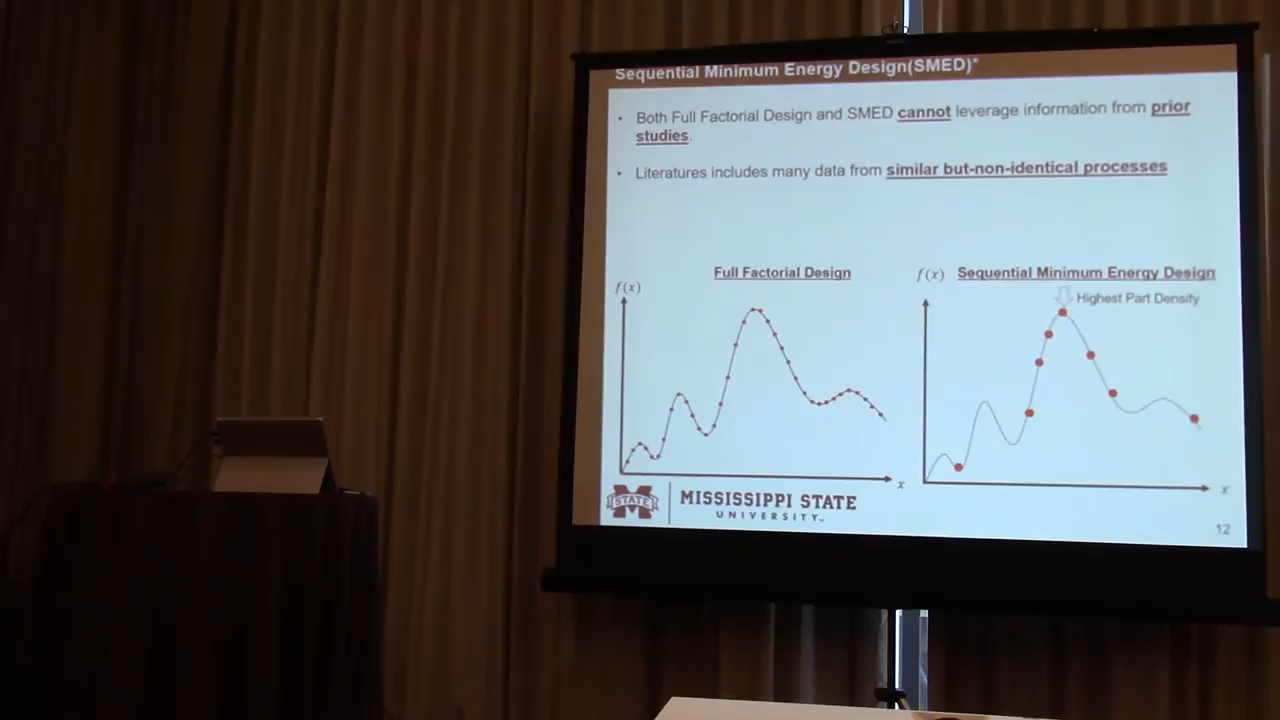 Sequential Minimum Energy Design(SMED)*
• Both Full Factorial Design and SMED cannot leverage information from prior
studies.
• Literatures includes many data from similar but-non-identical processes
Full Factorial Design
f(x)
x
f(x) Sequential Minimum Energy Design
Highest Part Density
x
STATE
MISSISSIPPI STATE
UNIVERSITY™
12